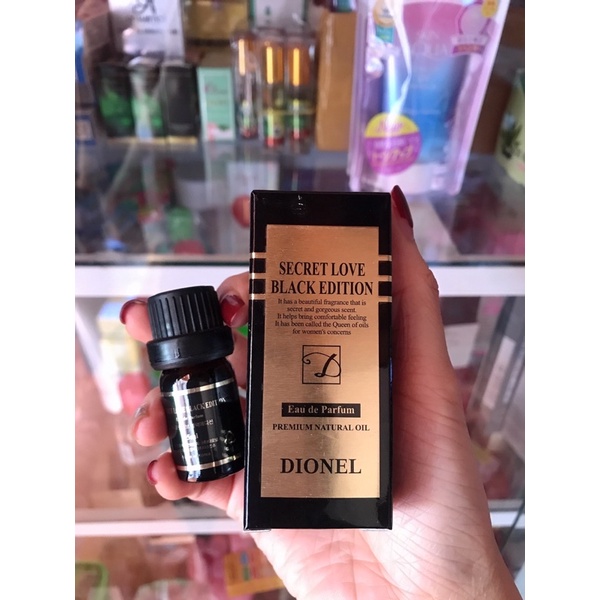 SECRET LOVE
BLACK EDITION
It has a beautiful fragrance that is
secret and gorgeous scent
It helps bring comfortable feeling
It has been called the Queen of oils
for women's concerns
D
Eau de Parfum
PREMIUM NATURAL OIL
DIONEL